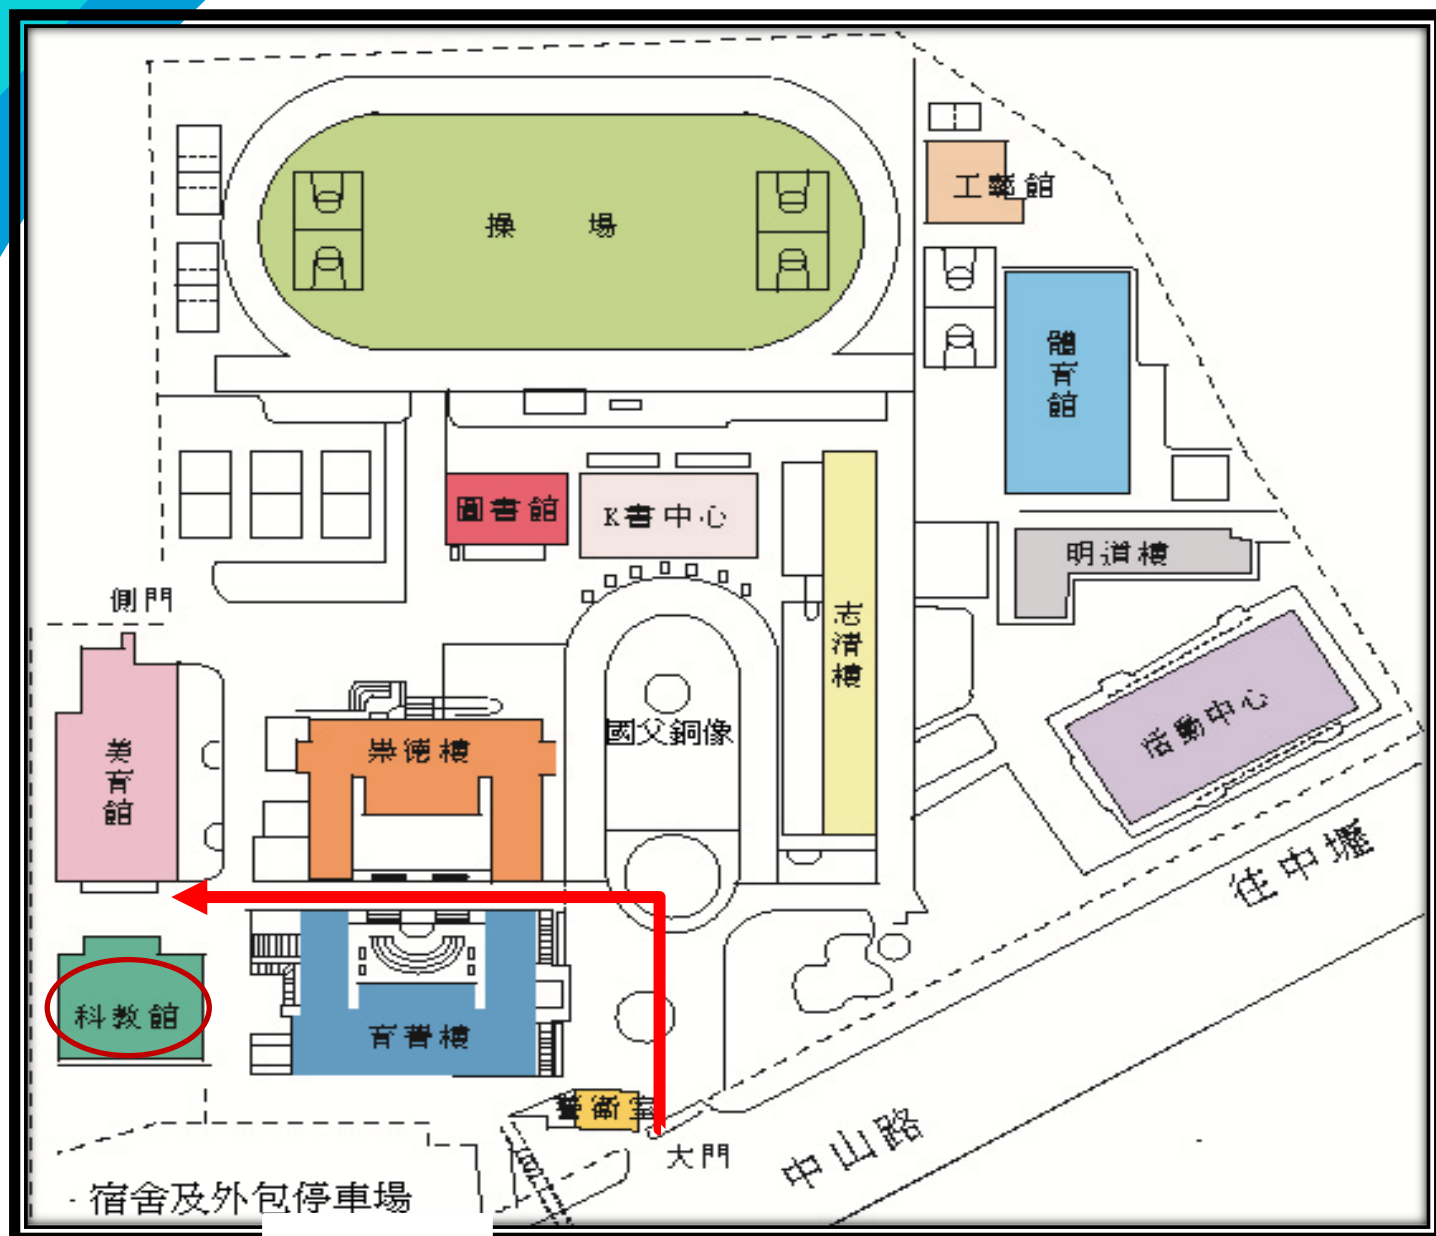 工藝館
操 場
體育館
圖書館
K書中心
明道樓
側門
志清樓
活動中心
國父銅像
崇德樓
美育館
往中壢
科教館
育菁樓
警衛室
大門
中山路
宿舍及外包停車場